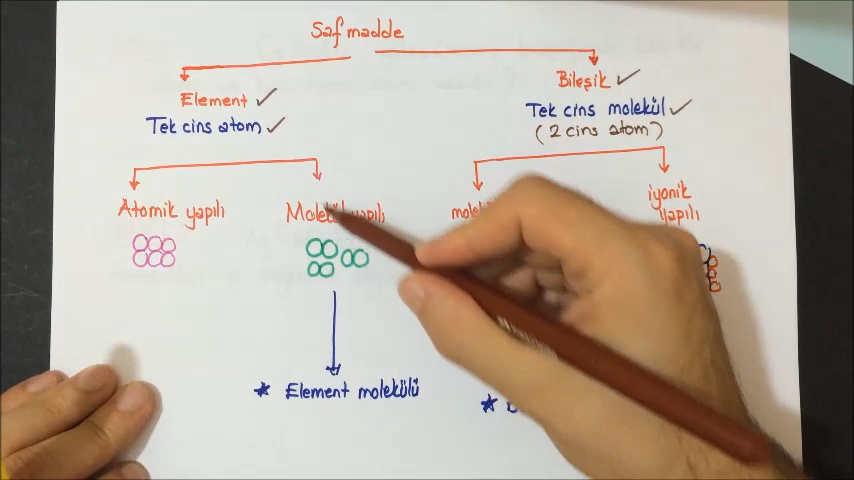 Saf madde
Element
Tek cins atom
Bileşik
Tek cins molekül
(2 cins atom)
Atomik yapılı
yapılı
iyonik
yapılı
★ Element molekülü
★